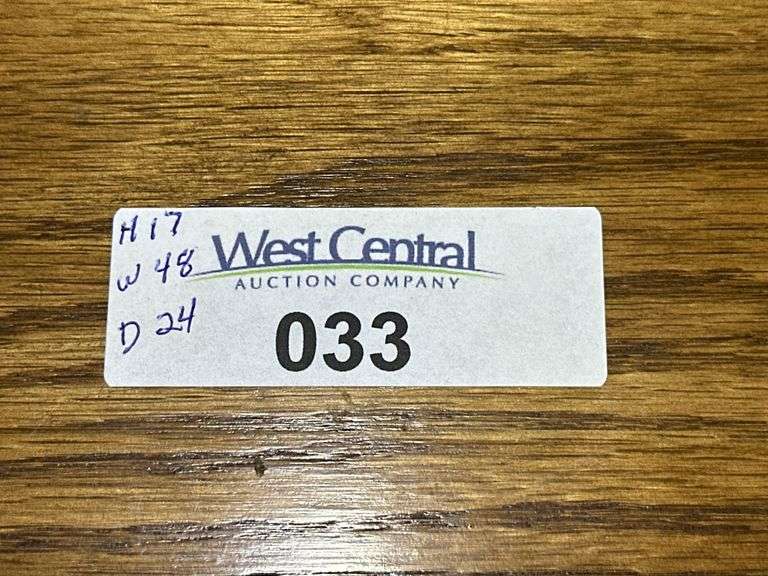 H 17
W 48
D 24
West Central
AUCTION COMPANY
033